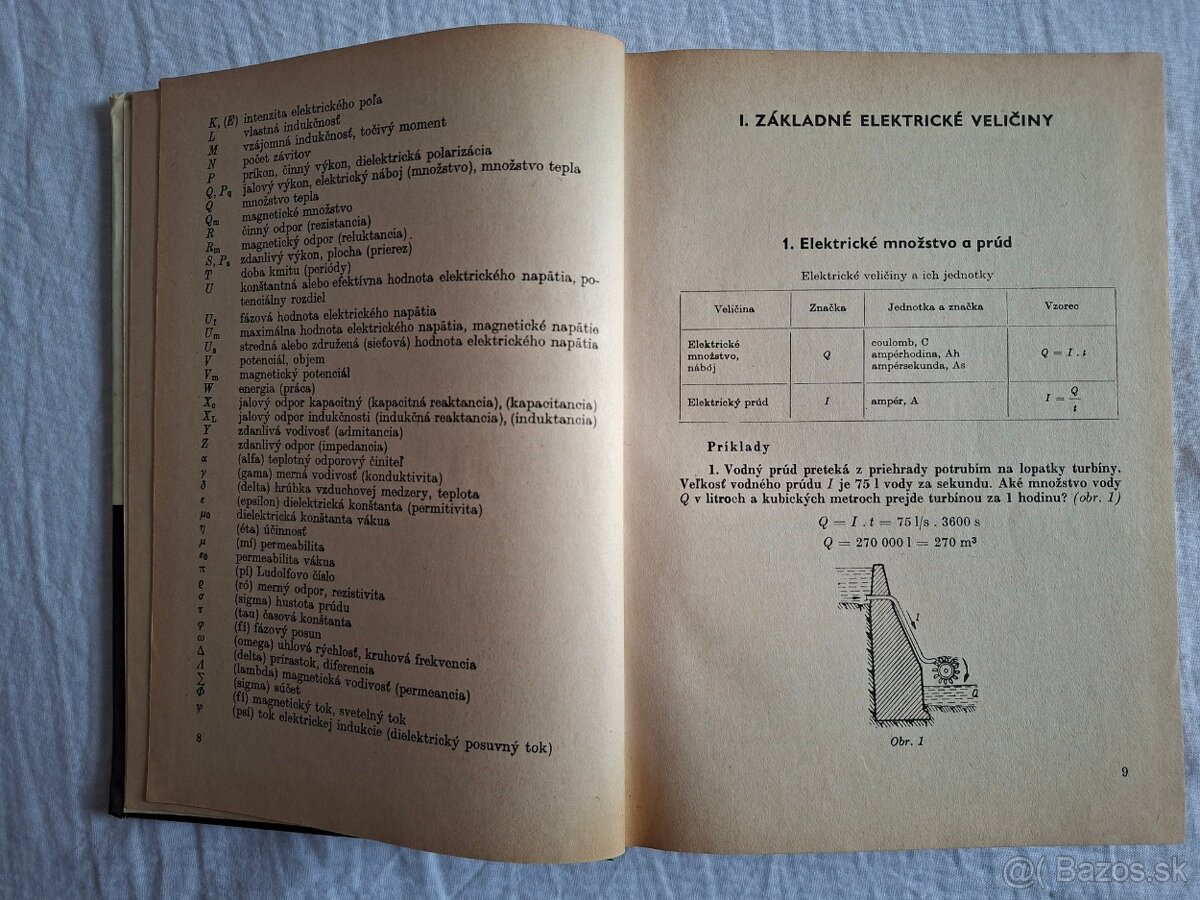 K, (E) intenzita elektrického poľa
L vlastná indukčnosť
M vzájomná indukčnosť, točivý moment
N počet závitov
P príkon, činný výkon, dielektrická polarizácia
Q, Pq jalový výkon, elektrický náboj (množstvo), množstvo tepla
Q množstvo tepla
Qm magnetické množstvo
R činný odpor (rezistancia)
Rm magnetický odpor (reluktancia)
S, Ps zdanlivý výkon, plocha (prierez)
T doba kmitu (periódy)
U konštantná alebo efektívna hodnota elektrického napätia, po-
tenciálny rozdiel
Uf fázová hodnota elektrického napätia
Um maximálna hodnota elektrického napätia, magnetické napätie
Us stredná alebo združená (sieťová) hodnota elektrického napätia
V potenciál, objem
Vm magnetický potenciál
W energia (práca)
Xc jalový odpor kapacitný (kapacitná reaktancia), (kapacitancia)
XL jalový odpor indukčnosti (indukčná reaktancia), (induktancia)
Y zdanlivá vodivosť (admitancia)
Z zdanlivý odpor (impedancia)
α (alfa) teplotný odporový činiteľ
γ (gama) merná vodivosť (konduktivita)
δ (delta) hrúbka vzduchovej medzery, teplota
ε (epsilon) dielektrická konštanta (permitivita)
μ0 dielektrická konštanta vákua
η (éta) účinnosť
μ (mí) permeabilita
ε0 permeabilita vákua
π (pí) Ludolfovo číslo
ϱ (ró) merný odpor, rezistivita
σ (sigma) hustota prúdu
τ (tau) časová konštanta
φ (fí) fázový posun
ω (omega) uhlová rýchlosť, kruhová frekvencia
Δ (delta) prírastok, diferencia
Λ (lambda) magnetická vodivosť (permeancia)
Σ (sigma) súčet
Φ (fí) magnetický tok, svetelný tok
ψ (psí) tok elektrickej indukcie (dielektrický posuvný tok)
8
I. ZÁKLADNÉ ELEKTRICKÉ VELIČINY
1. Elektrické množstvo a prúd
Elektrické veličiny a ich jednotky
Veličina Značka Jednotka a značka Vzorec
Elektrické množstvo, náboj Q coulomb, C ampérhodina, Ah ampérsekunda, As Q = I . t
Elektrický prúd I ampér, A I = Q/t
Príklady
1. Vodný prúd preteká z priehrady potrubím na lopatky turbíny.
Veľkosť vodného prúdu I je 75 l vody za sekundu. Aké množstvo vody
Q v litroch a kubických metroch prejde turbínou za 1 hodinu? (obr. 1)
Q = I . t = 75 l/s . 3600 s
Q = 270 000 l = 270 m³
I
Q
Obr. 1
9
@( Bazos.sk